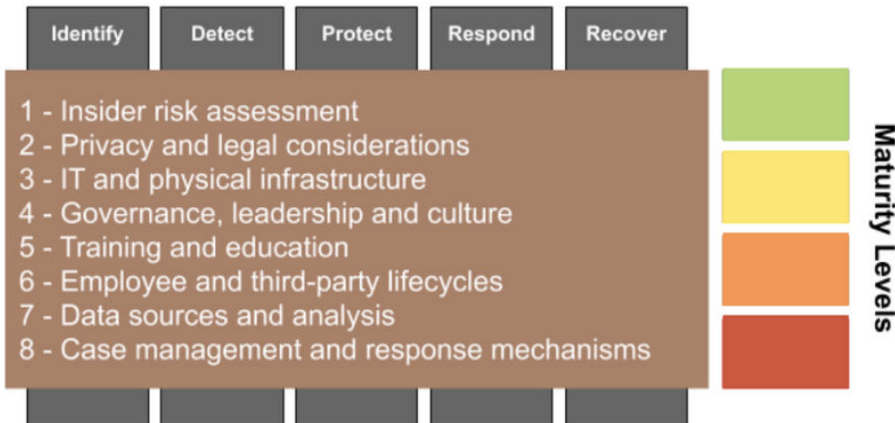 Identify Detect Protect Respond Recover
1 - Insider risk assessment
2 - Privacy and legal considerations
3 - IT and physical infrastructure
4 - Governance, leadership and culture
5 - Training and education
6 - Employee and third-party lifecycles
7 - Data sources and analysis
8 - Case management and response mechanisms
Maturity Levels